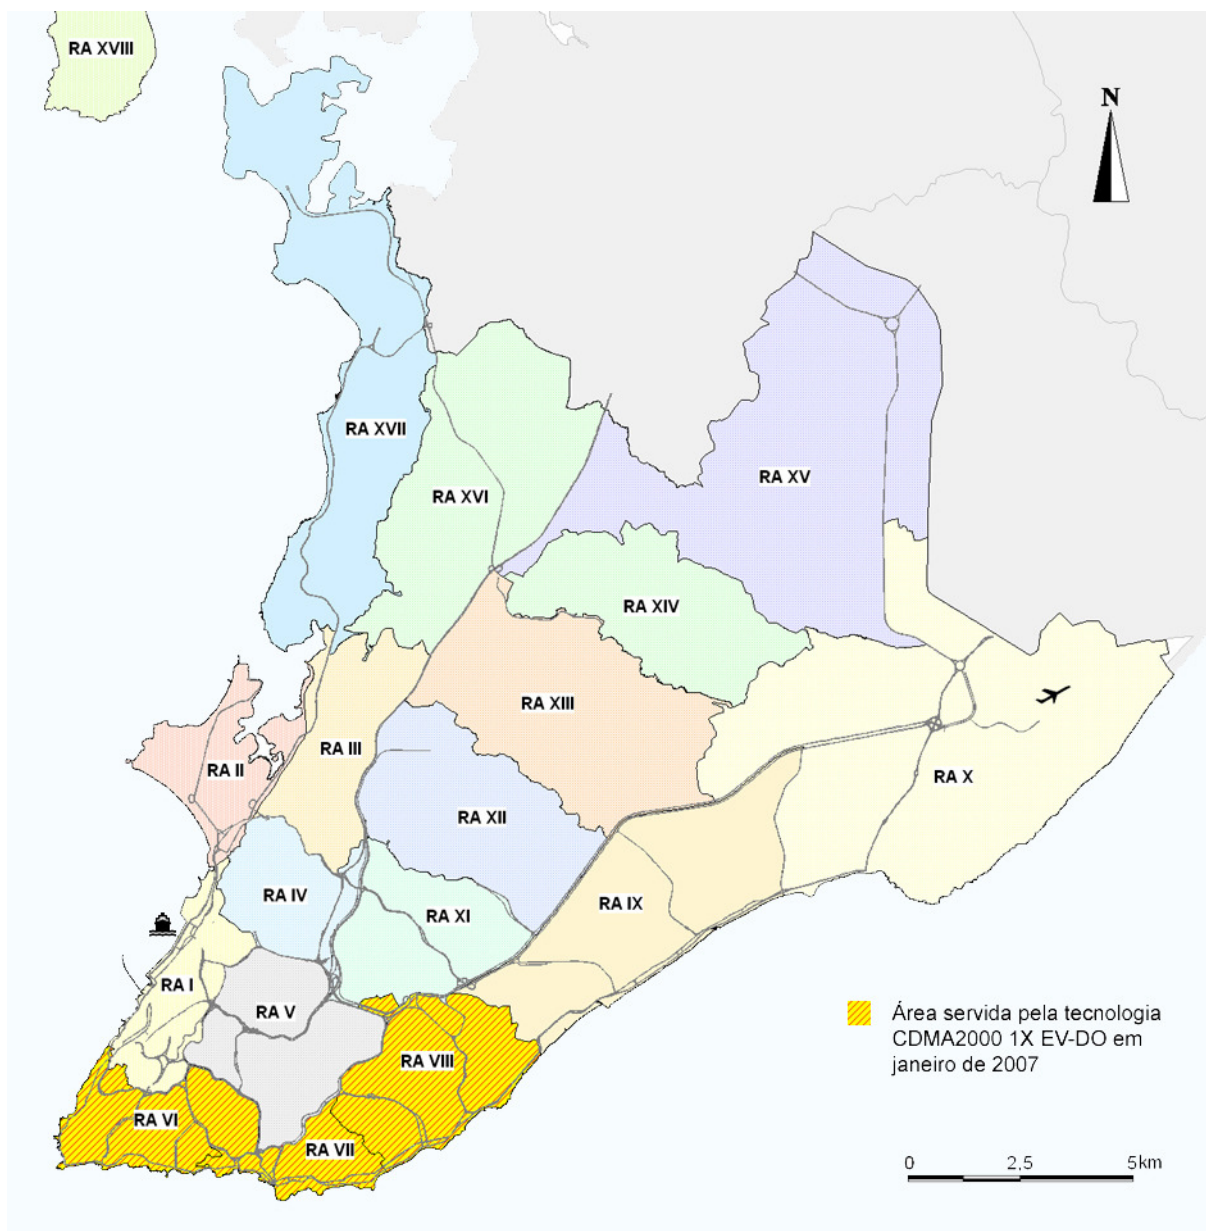 RA XVIII
N
RA XVII
RA XV
RA XVI
RA XIV
RA XIII
RA III
RA II
RA X
RA XII
RA IV
RA IX
RA XI
RA I
RA V
Área servida pela tecnologia
CDMA2000 1X EV-DO em
janeiro de 2007
RA VIII
RA VI
RA VII
0 2,5 5km